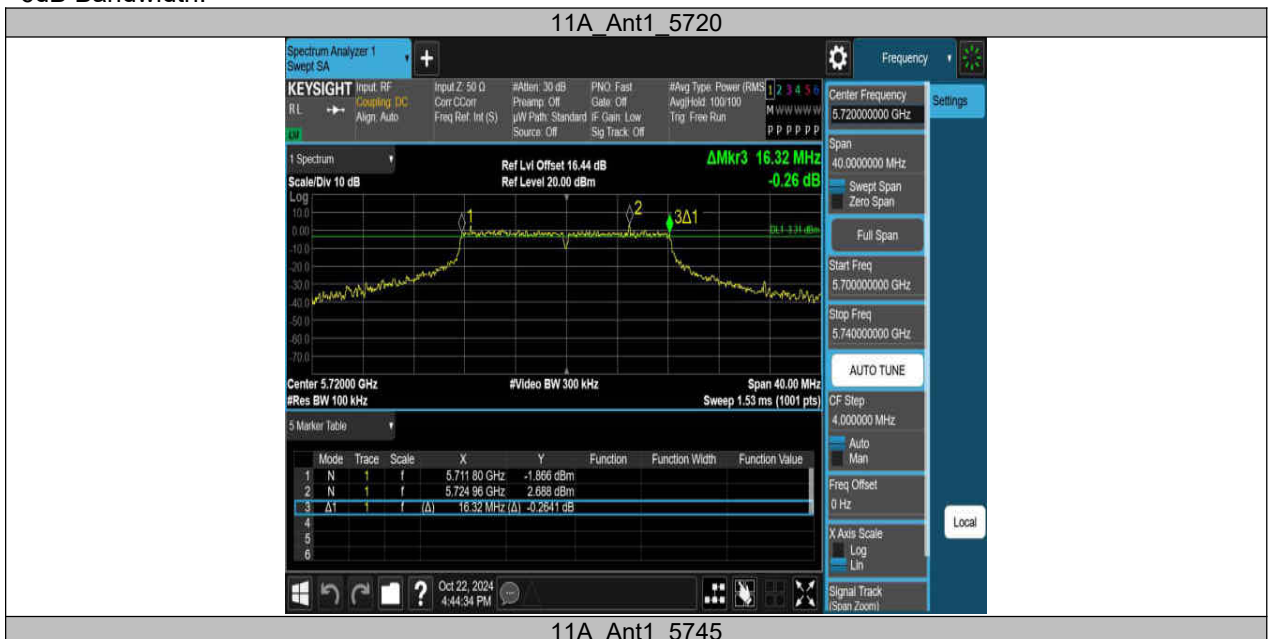 -6dB Bandwidth:
11A_Ant1_5720
Spectrum Analyzer 1
Swept SA
+
Frequency
KEYSIGHT
Input: RF
Input Z: 50 Ω
#Atten: 30 dB
PNO: Fast
#Avg Type: Power (RMS
1 2 3 4 5 6
RL
Coupling: DC
Corr CCorr
Preamp: Off
Gate: Off
Avg|Hold: 100/100
M W W W W W
Align: Auto
Freq Ref: Int (S)
µW Path: Standard
IF Gain: Low
Trig: Free Run
Source: Off
Sig Track: Off
P P P P P P
1 Spectrum
Ref Lvl Offset 16.44 dB
ΔMkr3 16.32 MHz
Scale/Div 10 dB
Ref Level 20.00 dBm
-0.26 dB
Log
10.0
0.00
-10.0
-20.0
-30.0
-40.0
-50.0
-60.0
-70.0
1
2
3Δ1
DL1 -3.31 dBm
Center 5.72000 GHz
#Video BW 300 kHz
Span 40.00 MHz
#Res BW 100 kHz
Sweep 1.53 ms (1001 pts)
5 Marker Table
Mode Trace Scale X Y Function Function Width Function Value
1 N 1 f 5.711 80 GHz -1.866 dBm
2 N 1 f 5.724 96 GHz 2.688 dBm
3 Δ1 1 f (Δ) 16.32 MHz (Δ) -0.2641 dB
4
5
6
?
Oct 22, 2024
4:44:34 PM
Center Frequency
5.720000000 GHz
Settings
Span
40.0000000 MHz
Swept Span
Zero Span
Full Span
Start Freq
5.700000000 GHz
Stop Freq
5.740000000 GHz
AUTO TUNE
CF Step
4.000000 MHz
Auto
Man
Freq Offset
0 Hz
X Axis Scale
Log
Lin
Local
Signal Track
(Span Zoom)
11A_Ant1_5745